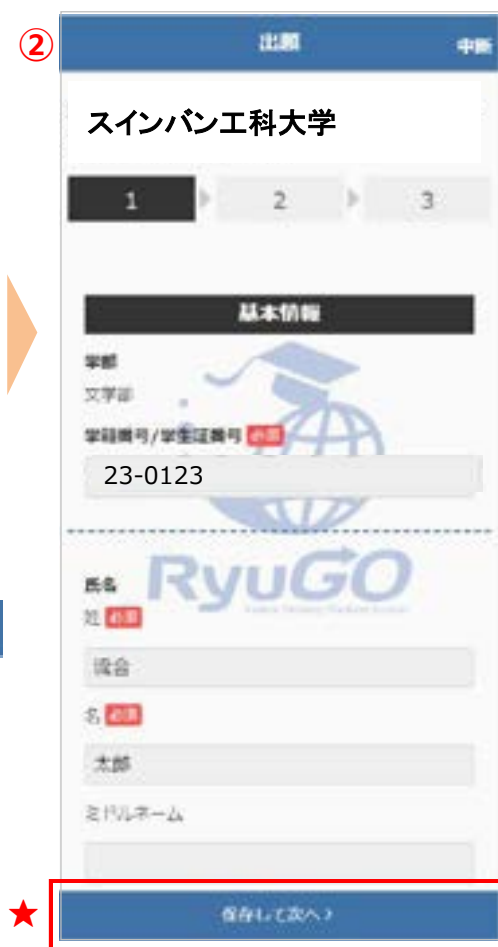 ②
出願
中断
スインバン工科大学
1
2
3
基本情報
学部
文学部
学籍番号/学生証番号 必須
23-0123
RyuGO
氏名
姓 必須
流合
名 必須
太郎
ミドルネーム
★
保存して次へ >